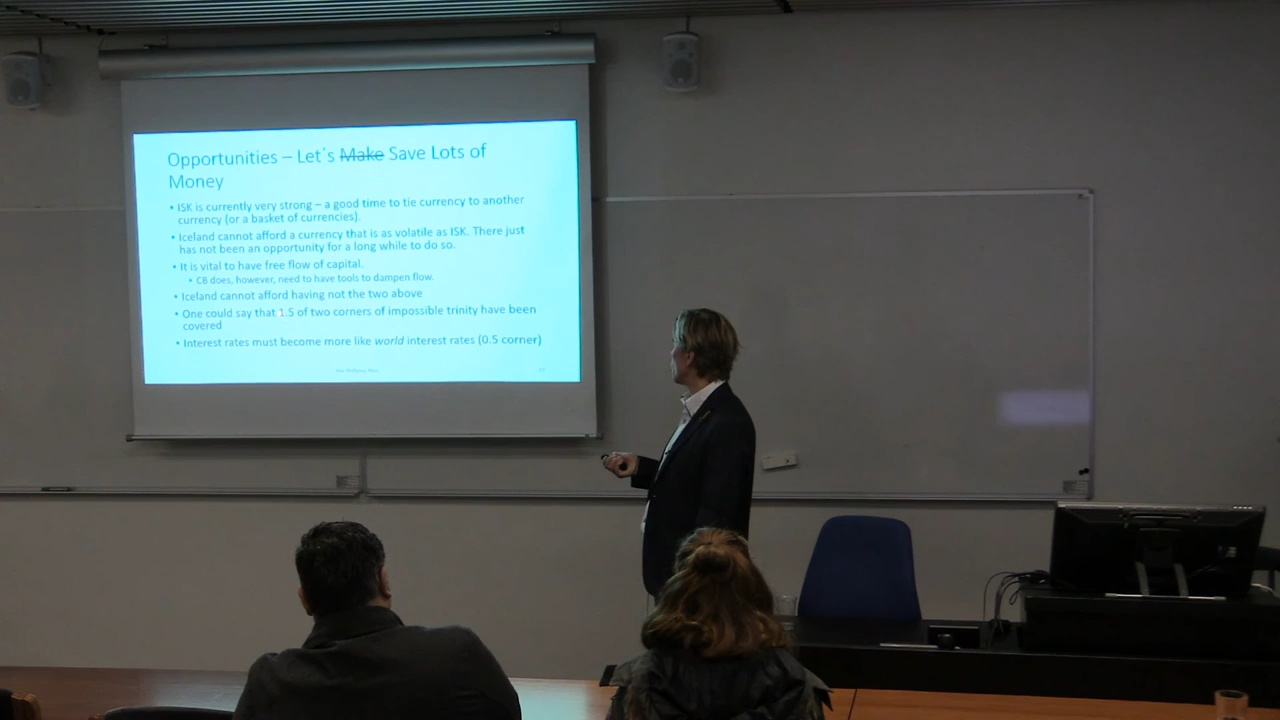 Opportunities – Let´s Make Save Lots of
Money
• ISK is currently very strong – a good time to tie currency to another
currency (or a basket of currencies).
• Iceland cannot afford a currency that is as volatile as ISK. There just
has not been an opportunity for a long while to do so.
• It is vital to have free flow of capital.
• CB does, however, need to have tools to dampen flow.
• Iceland cannot afford having not the two above
• One could say that 1.5 of two corners of impossible trinity have been
covered
• Interest rates must become more like world interest rates (0.5 corner)